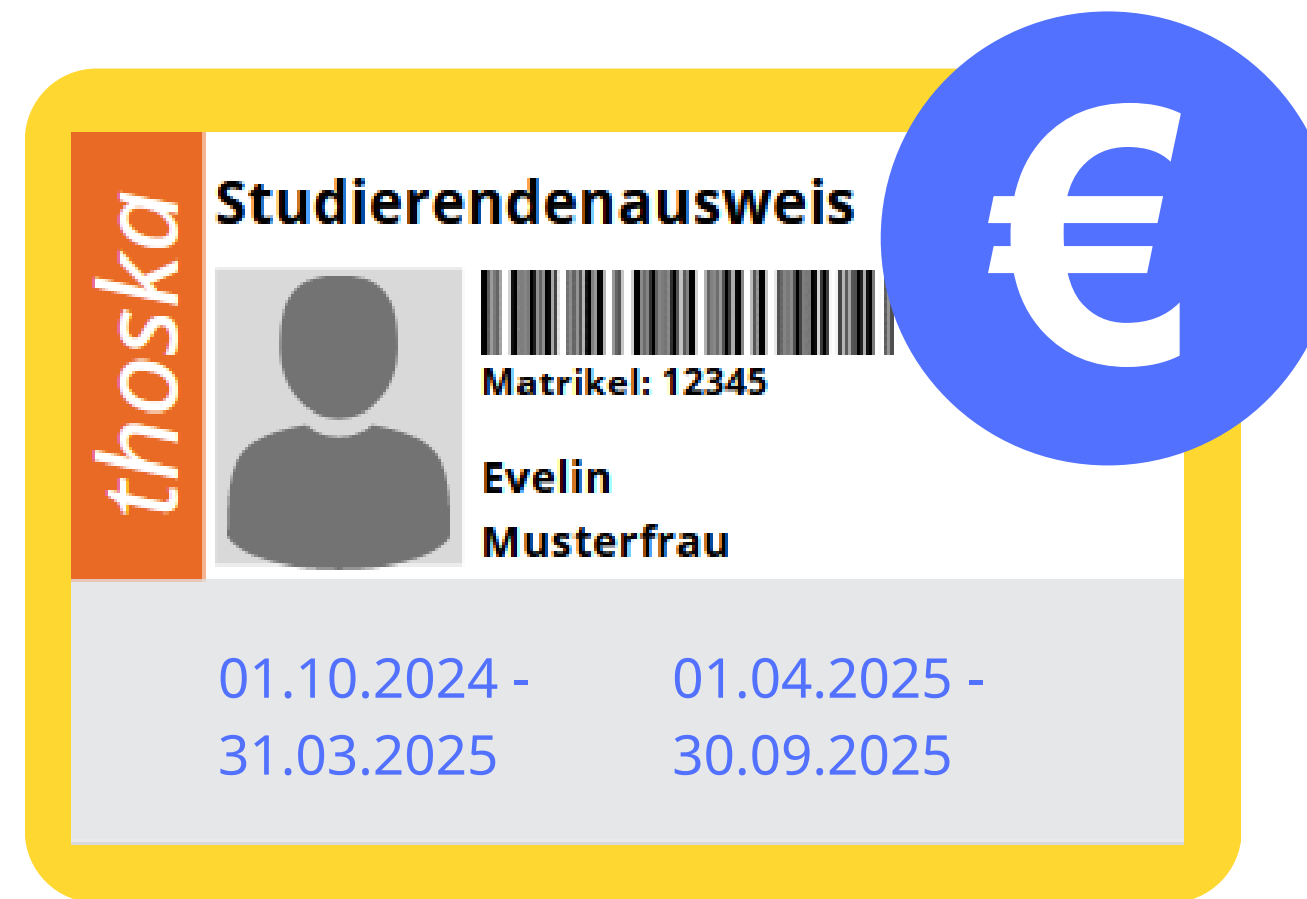 thoska
Studierendenausweis
€
Matrikel: 12345
Evelin
Musterfrau
01.10.2024 -
31.03.2025
01.04.2025 -
30.09.2025